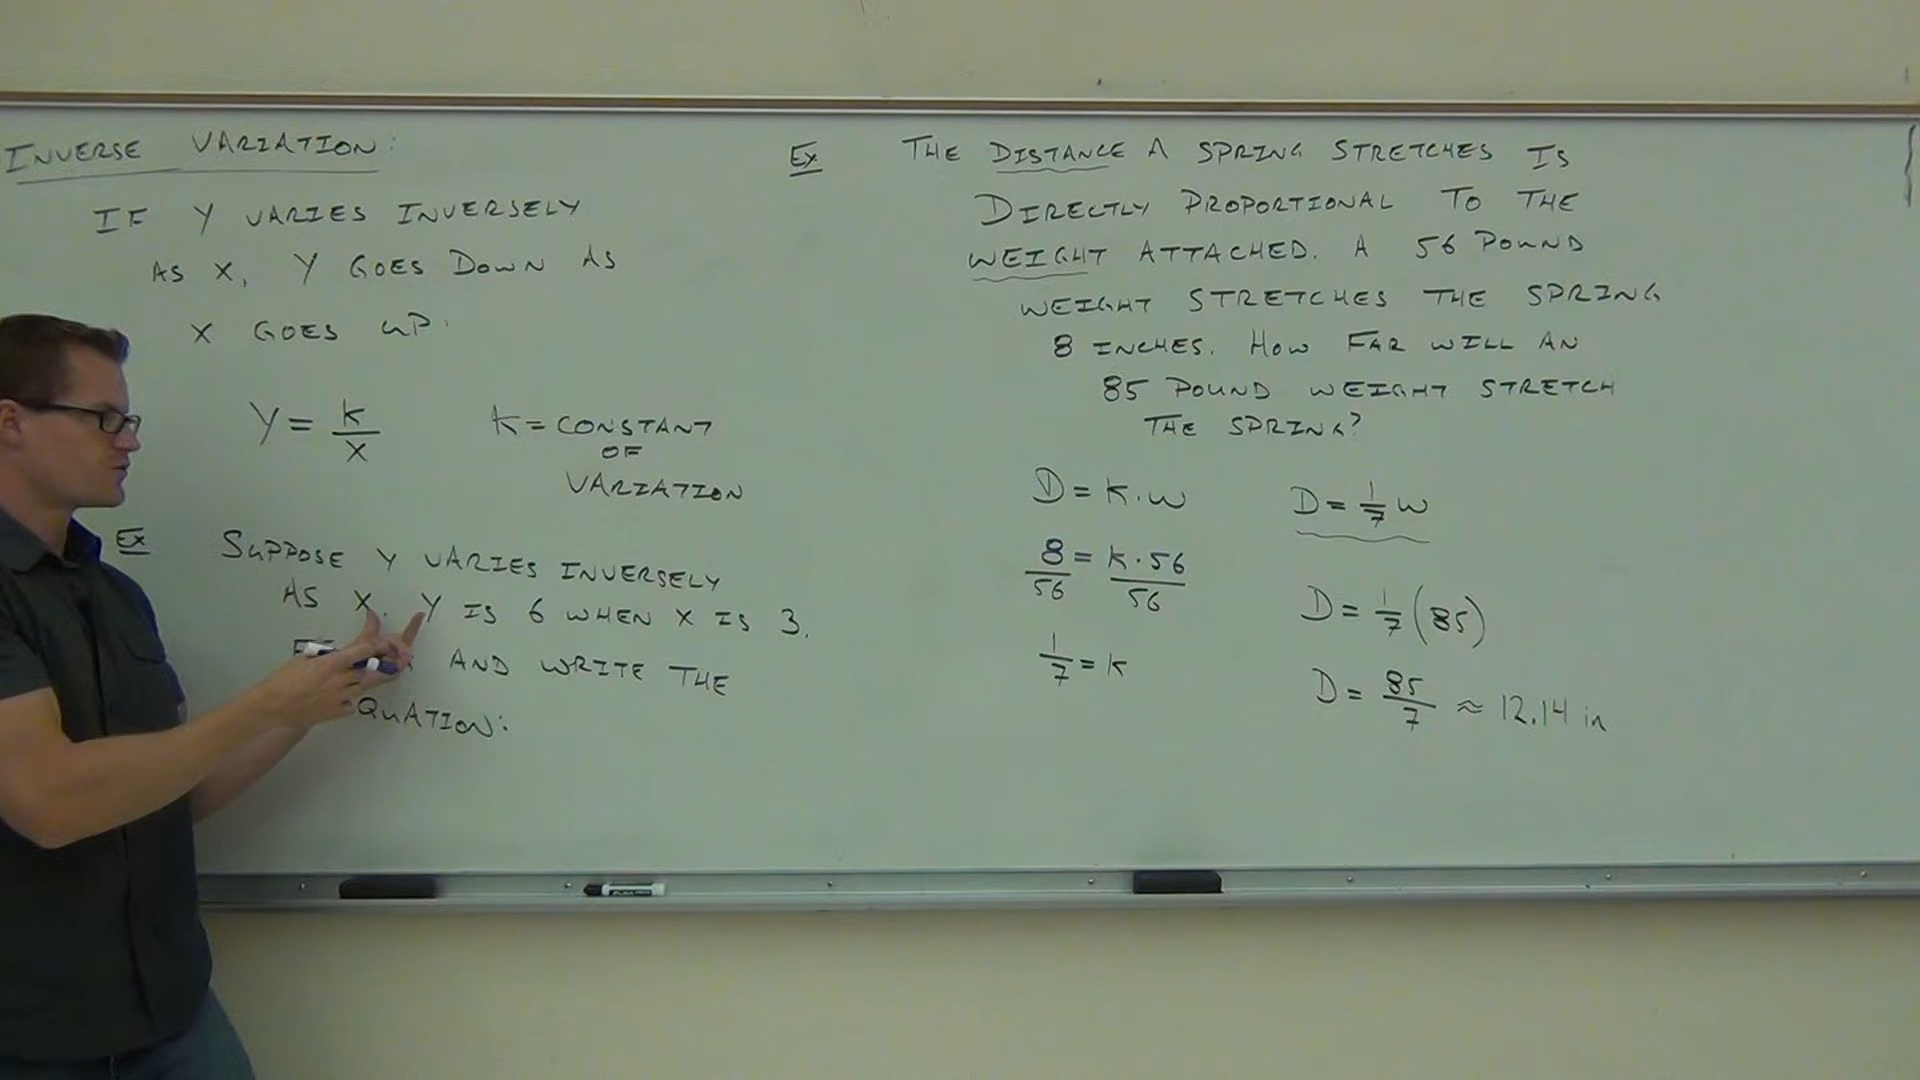 INVERSE VARIATION:
IF Y VARIES INVERSELY
AS X, Y GOES DOWN AS
X GOES UP.
Y = K/X
K = CONSTANT
OF
VARIATION
Ex
SUPPOSE Y VARIES INVERSELY
AS X. Y IS 6 WHEN X IS 3.
AND WRITE THE
QUATION:
Ex
THE DISTANCE A SPRING STRETCHES IS
DIRECTLY PROPORTIONAL TO THE
WEIGHT ATTACHED. A 56 POUND
WEIGHT STRETCHES THE SPRING
8 INCHES. HOW FAR WILL AN
85 POUND WEIGHT STRETCH
THE SPRING?
D = K·W
8/56 = K·56/56
1/7 = K
D = 1/7 W
D = 1/7 (85)
D = 85/7 ≈ 12.14 in